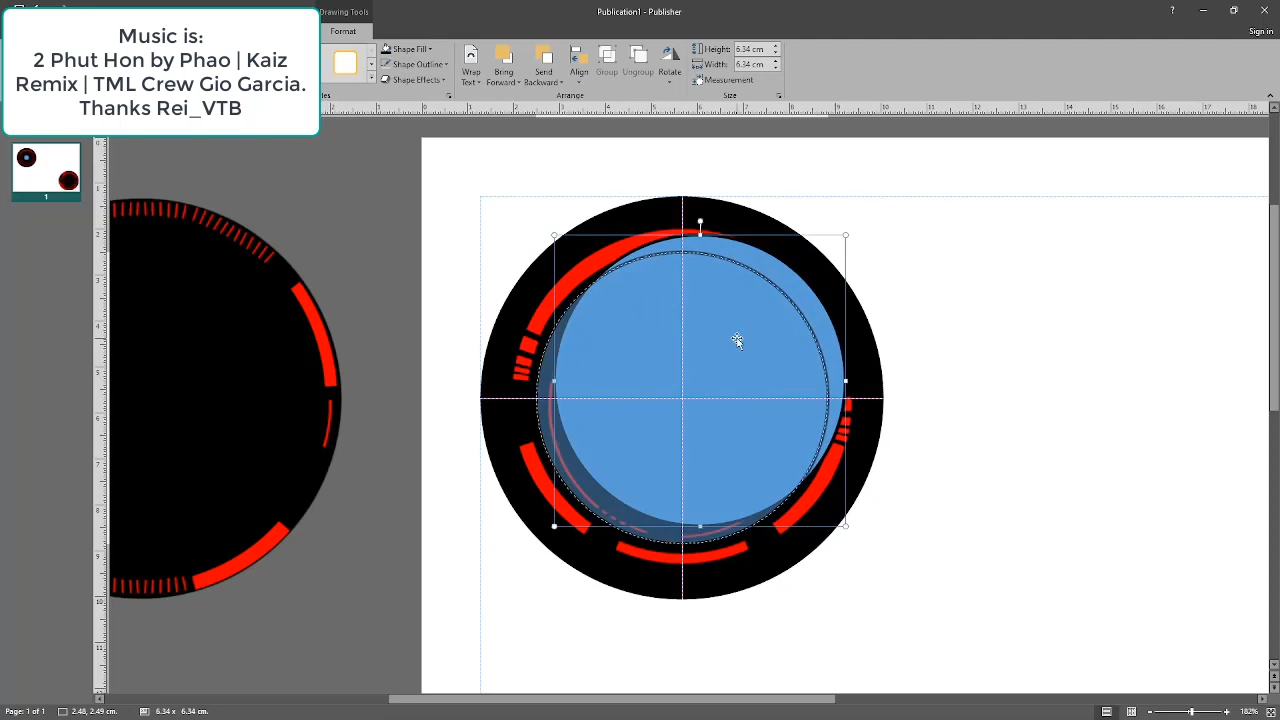 Drawing Tools
Publication1 - Publisher
?
Sign in
Format
Music is:
2 Phut Hon by Phao | Kaiz
Remix | TML Crew Gio Garcia.
Thanks Rei_VTB
Shape Fill
Shape Outline
Shape Effects
Wrap Text
Bring Forward
Send Backward
Align
Group
Ungroup
Rotate
Height: 6.34 cm
Width: 6.34 cm
Measurement
Arrange
Size
1
Page: 1 of 1
2.48, 2.49 cm.
6.34 x 6.34 cm.
182%